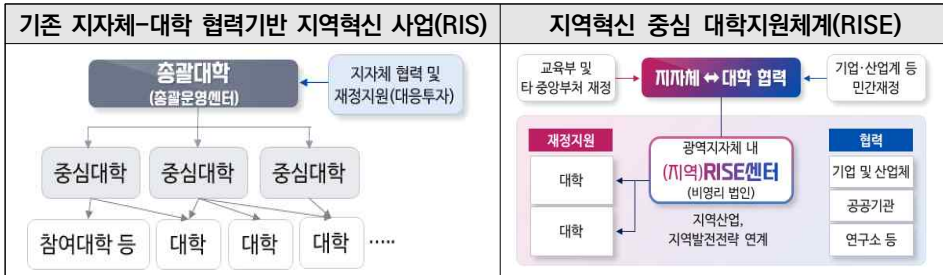 기존 지자체-대학 협력기반 지역혁신 사업(RIS)
총괄대학
(총괄운영센터)
지자체 협력 및
재정지원(대응투자)
중심대학 중심대학 중심대학
참여대학 등 대학 대학 대학 .....
지역혁신 중심 대학지원체계(RISE)
교육부 및
타 중앙부처 재정
지자체 ↔ 대학 협력
기업·산업계 등
민간재정
재정지원
대학
대학
광역지자체 내
(지역)RISE센터
(비영리 법인)
지역산업,
지역발전전략 연계
협력
기업 및 산업체
공공기관
연구소 등